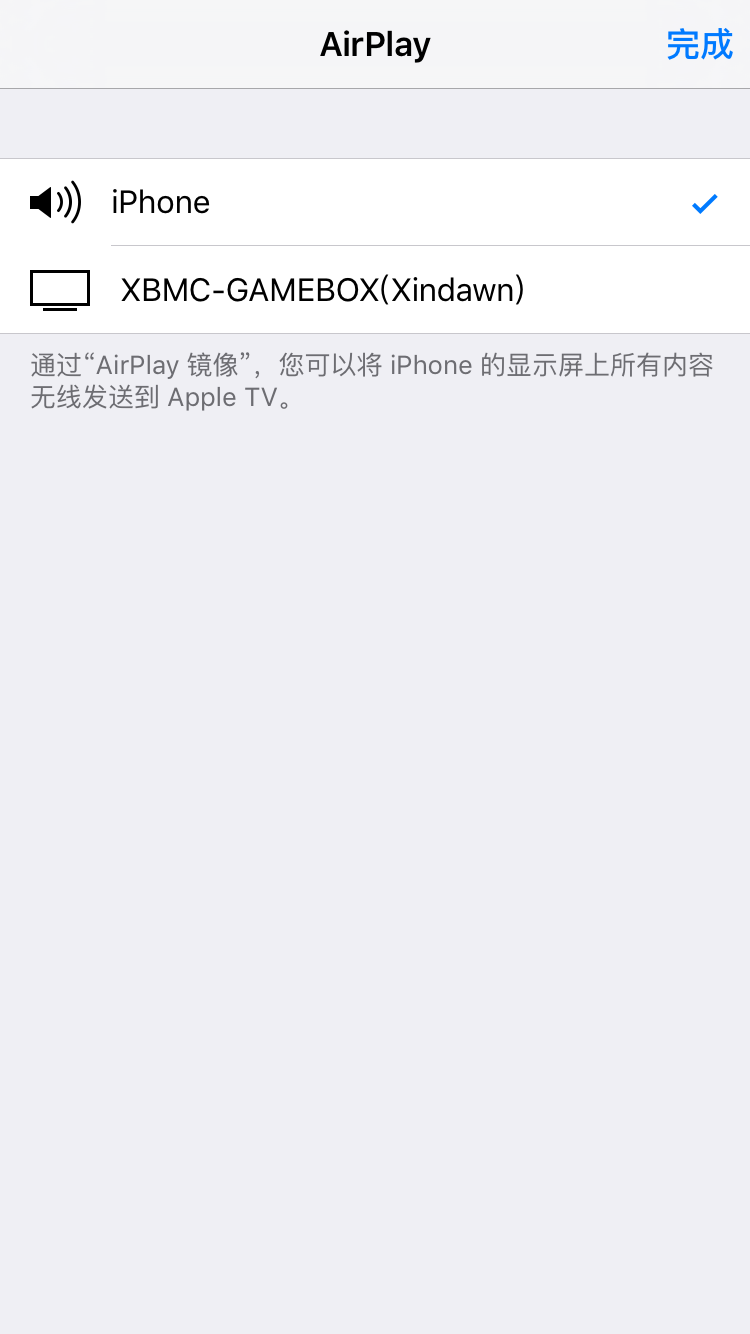 AirPlay 完成
iPhone
XBMC-GAMEBOX(Xindawn)
通过“AirPlay 镜像”，您可以将 iPhone 的显示屏上所有内容
无线发送到 Apple TV。